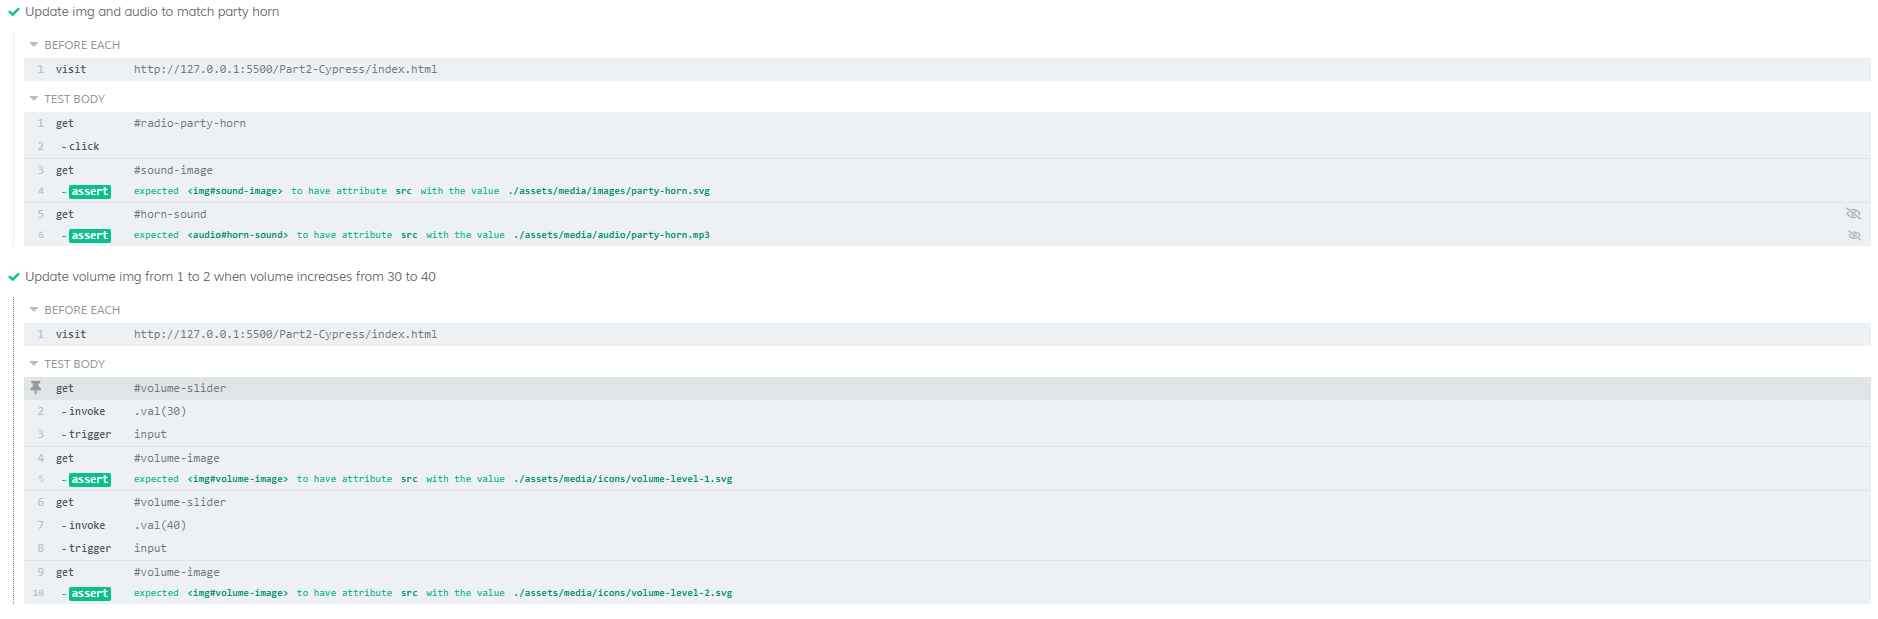 Update img and audio to match party horn
BEFORE EACH
1 visit http://127.0.0.1:5500/Part2-Cypress/index.html
TEST BODY
1 get #radio-party-horn
2 -click
3 get #sound-image
4 -assert expected <img#sound-image> to have attribute src with the value ./assets/media/images/party-horn.svg
5 get #horn-sound
6 -assert expected <audio#horn-sound> to have attribute src with the value ./assets/media/audio/party-horn.mp3
Update volume img from 1 to 2 when volume increases from 30 to 40
BEFORE EACH
1 visit http://127.0.0.1:5500/Part2-Cypress/index.html
TEST BODY
get #volume-slider
2 -invoke .val(30)
3 -trigger input
4 get #volume-image
5 -assert expected <img#volume-image> to have attribute src with the value ./assets/media/icons/volume-level-1.svg
6 get #volume-slider
7 -invoke .val(40)
8 -trigger input
9 get #volume-image
10 -assert expected <img#volume-image> to have attribute src with the value ./assets/media/icons/volume-level-2.svg